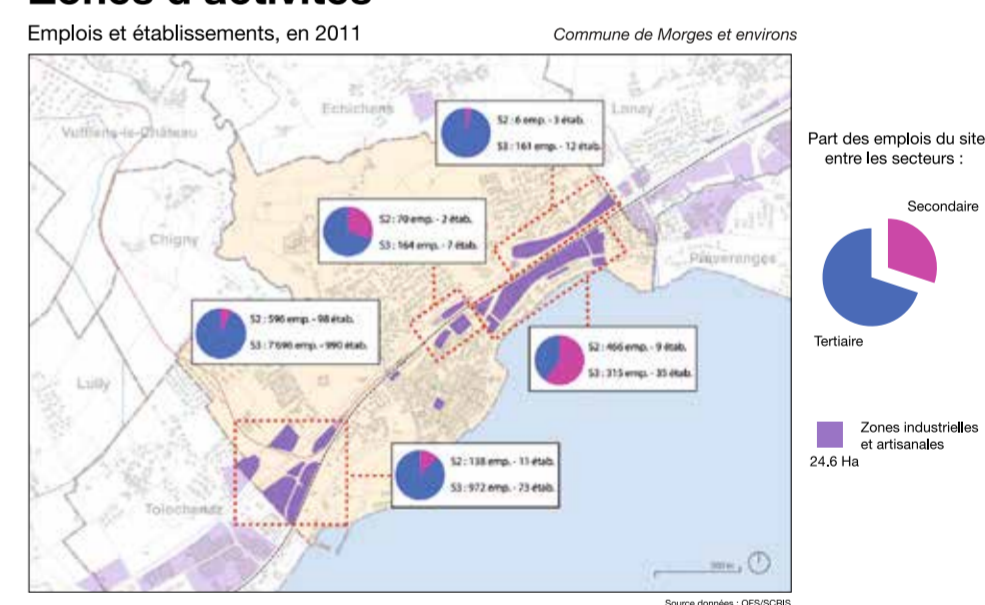 Zones d'activités
Emplois et établissements, en 2011
Commune de Morges et environs
Echichens
Lonay
Vufflens-le-Château
S2 : 6 emp. - 3 étab.
S3 : 161 emp. - 12 étab.
Chigny
S2 : 70 emp. - 2 étab.
S3 : 164 emp. - 7 étab.
Préverenges
S2 : 596 emp. - 98 étab.
S3 : 7'696 emp. - 990 étab.
S2 : 466 emp. - 9 étab.
S3 : 315 emp. - 35 étab.
Lully
S2 : 138 emp. - 11 étab.
S3 : 972 emp. - 73 étab.
Tolochenaz
Part des emplois du site
entre les secteurs :
Secondaire
Tertiaire
Zones industrielles
et artisanales
24.6 Ha
Source données : OFS/SCRIS